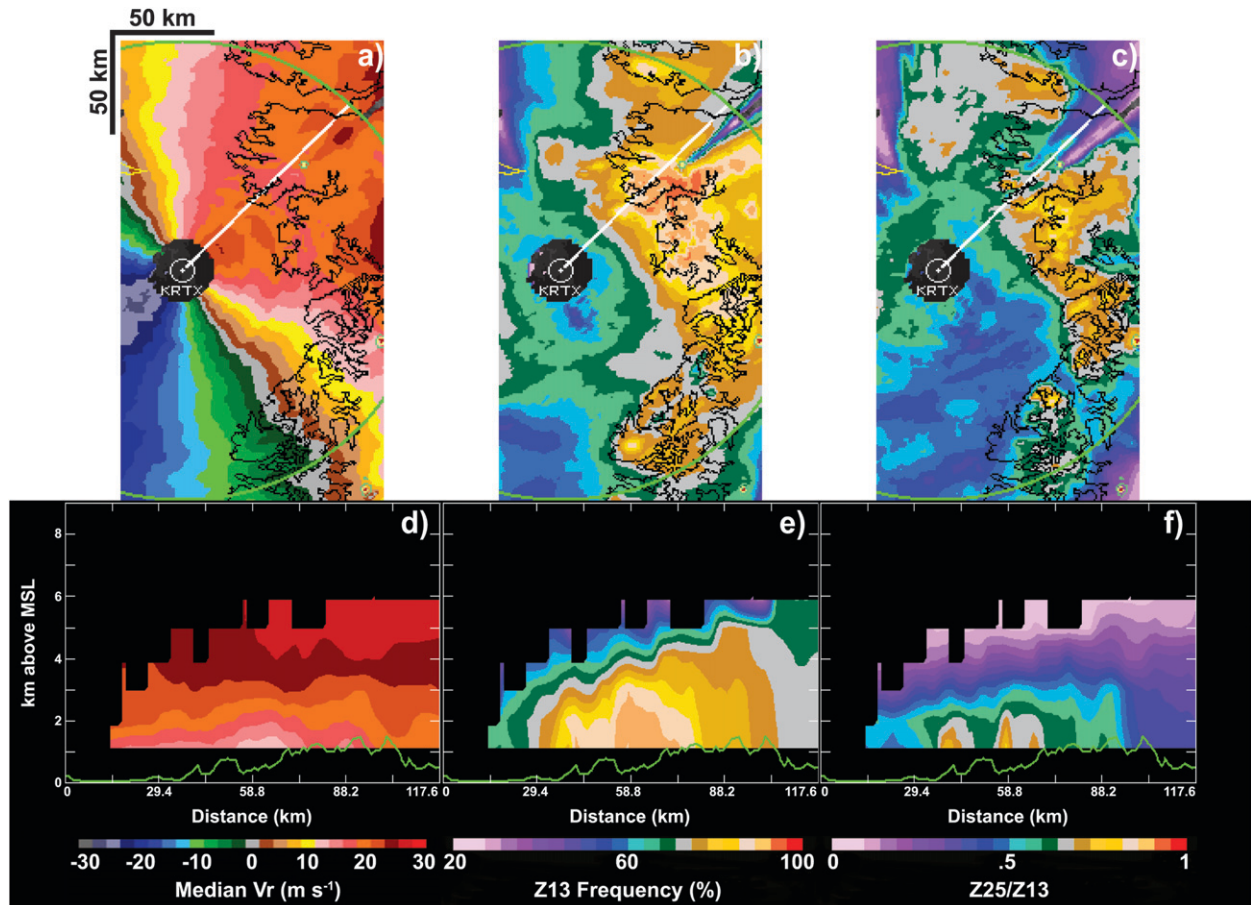 50 km
50 km
a)
b)
c)
KRTX
KRTX
KRTX
d)
e)
f)
km above MSL
8
6
4
2
0
0 29.4 58.8 88.2 117.6
0 29.4 58.8 88.2 117.6
0 29.4 58.8 88.2 117.6
Distance (km)
Distance (km)
Distance (km)
-30 -20 -10 0 10 20 30
20 60 100
0 .5 1
Median Vr (m s⁻¹)
Z13 Frequency (%)
Z25/Z13